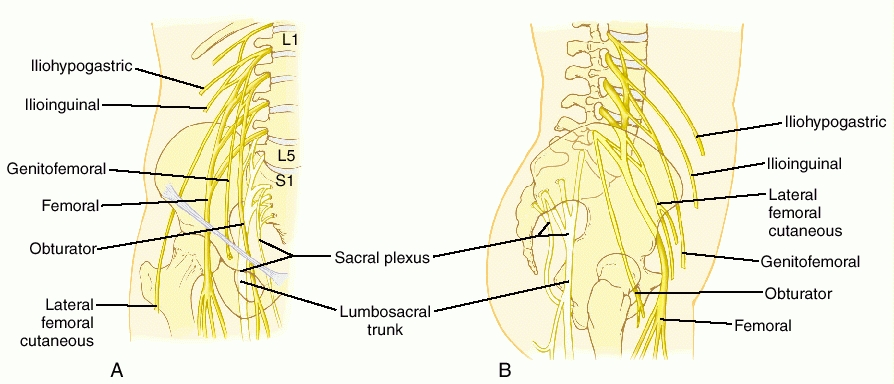 L1
Iliohypogastric
Ilioinguinal
L5
Genitofemoral
S1
Femoral
Obturator
Sacral plexus
Lateral
femoral
cutaneous
Lumbosacral
trunk
A
Iliohypogastric
Ilioinguinal
Lateral
femoral
cutaneous
Genitofemoral
Obturator
Femoral
B